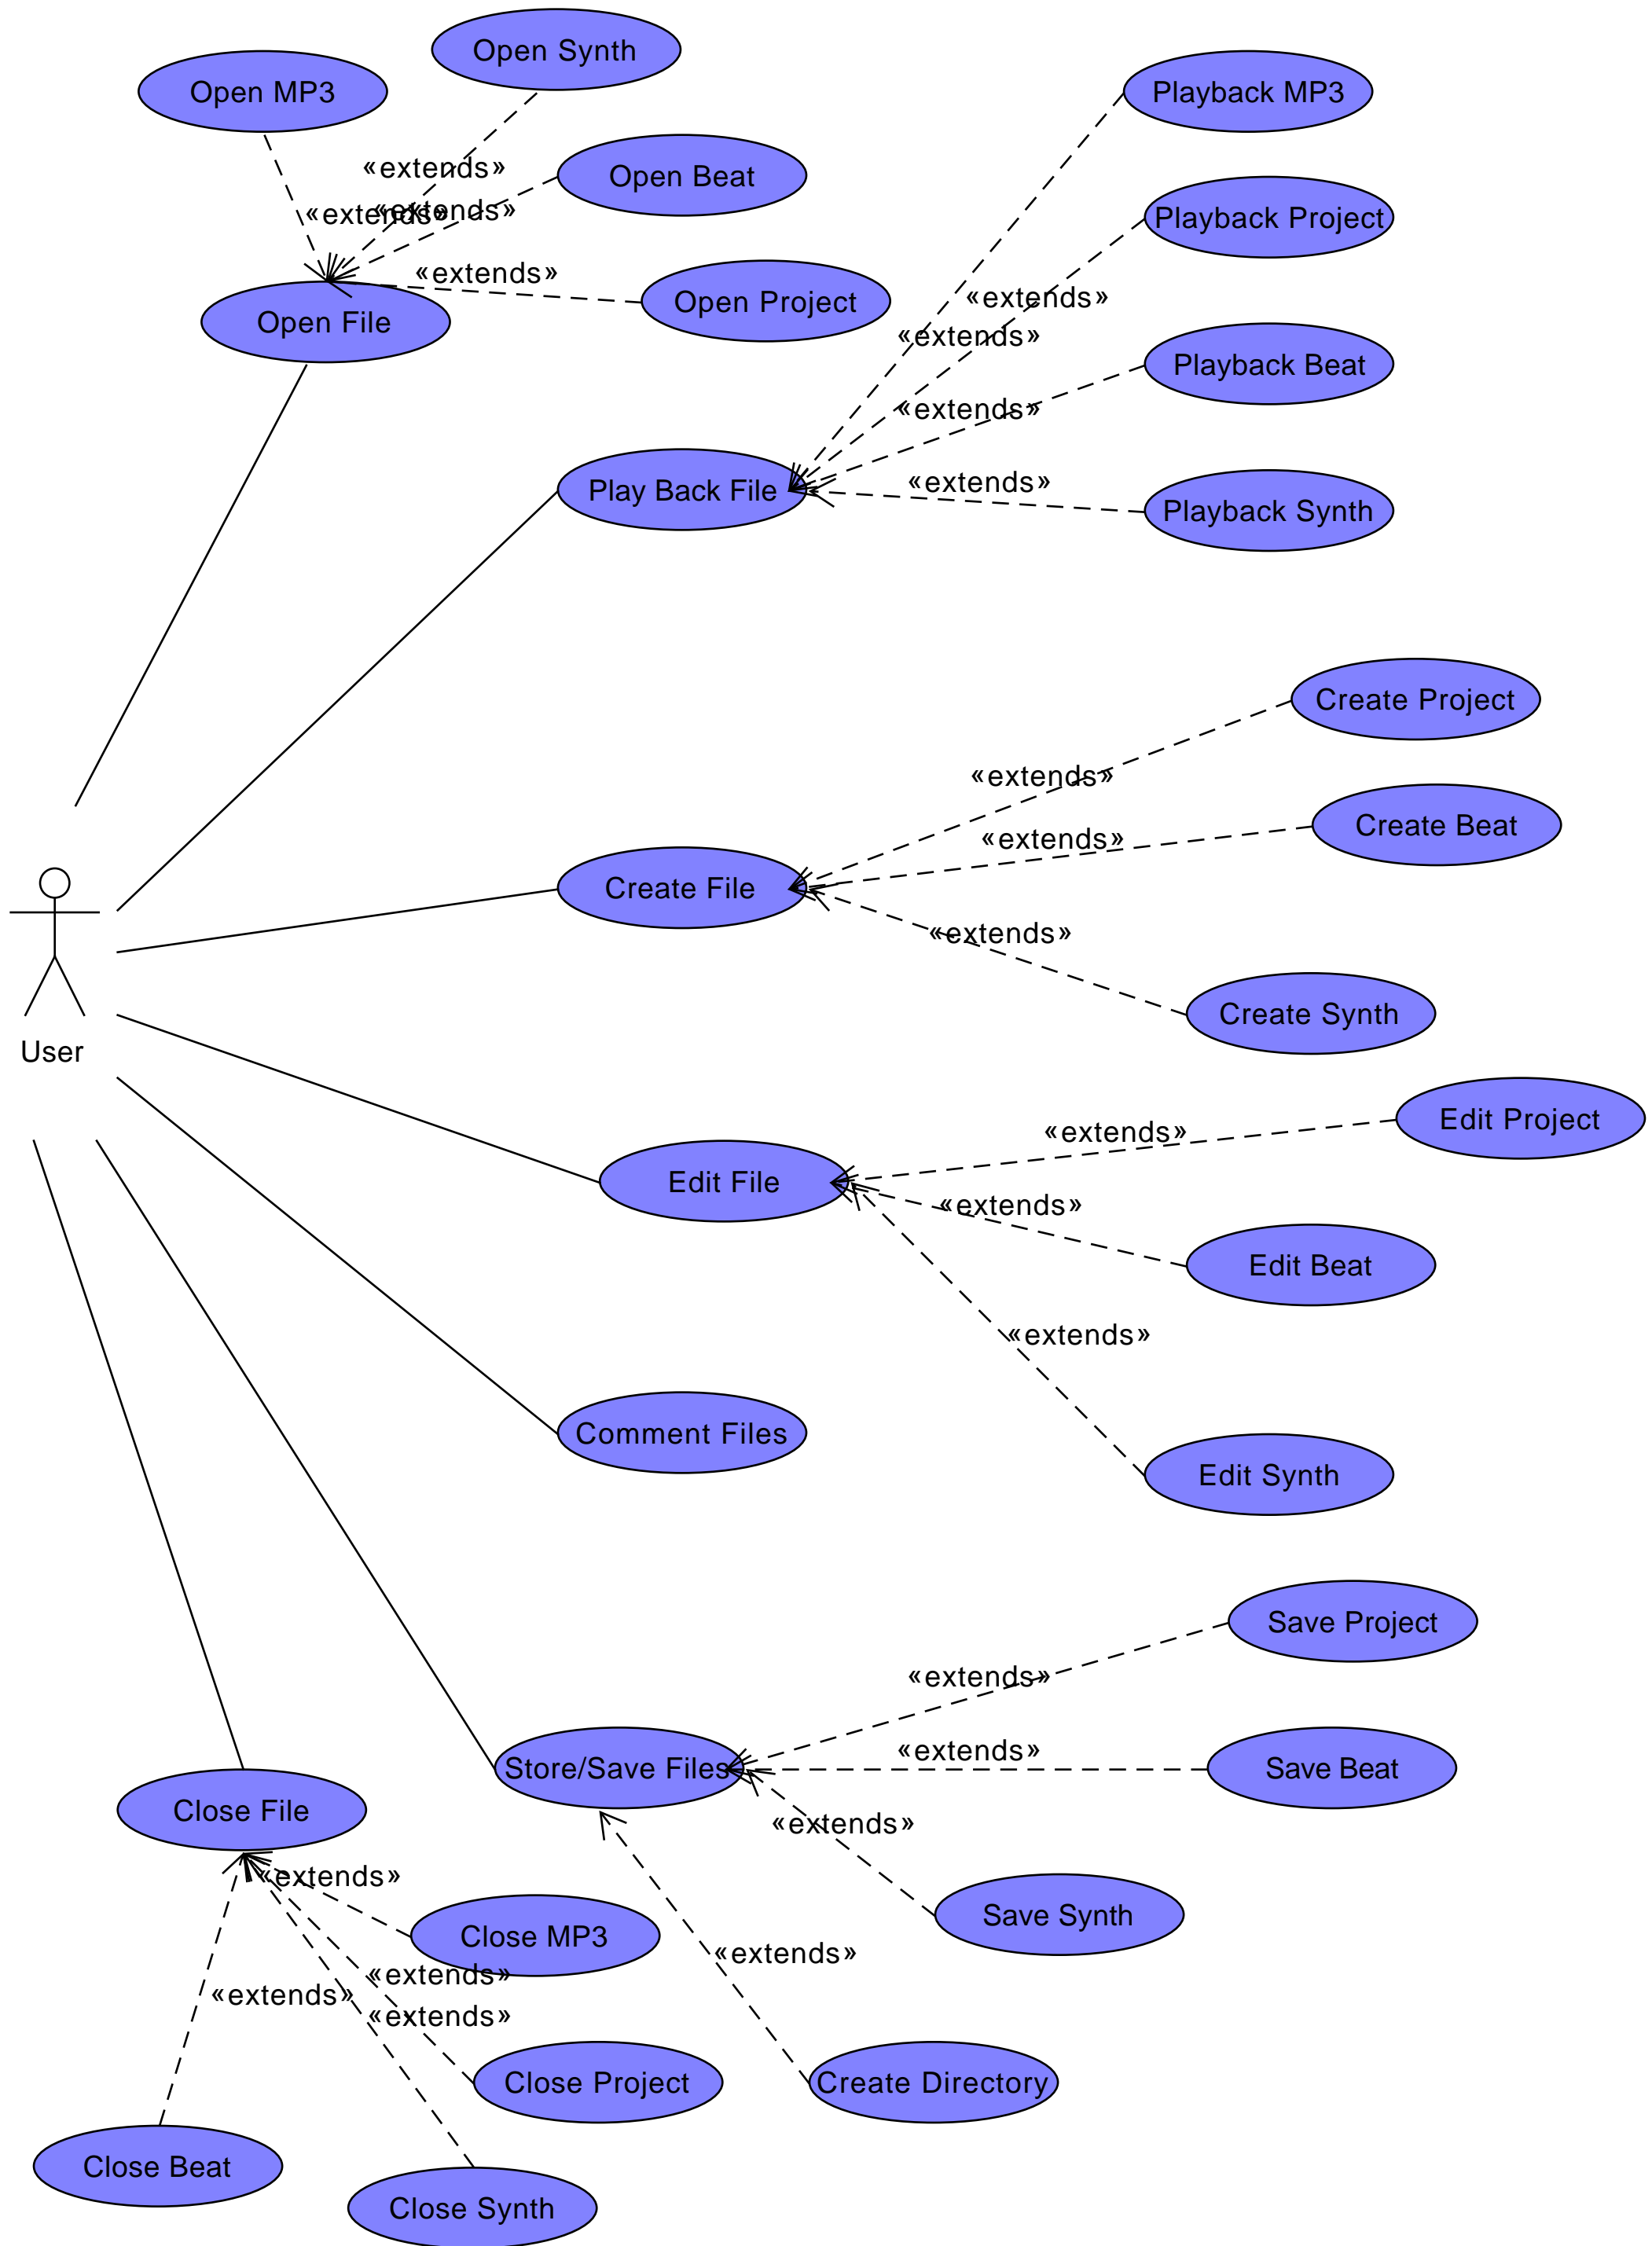 Open Synth
Open MP3
Playback MP3
«extends»
Open Beat
«extends»
«extends»
Playback Project
«extends»
Open Project
«extends»
Open File
«extends»
Playback Beat
«extends»
Play Back File
«extends»
Playback Synth
Create Project
«extends»
Create Beat
«extends»
Create File
«extends»
Create Synth
User
Edit Project
«extends»
Edit File
«extends»
Edit Beat
«extends»
Comment Files
Edit Synth
Save Project
«extends»
«extends»
Store/Save Files
Save Beat
Close File
«extends»
«extends»
Save Synth
Close MP3
«extends»
«extends»
«extends»
«extends»
Close Project
Create Directory
Close Beat
Close Synth